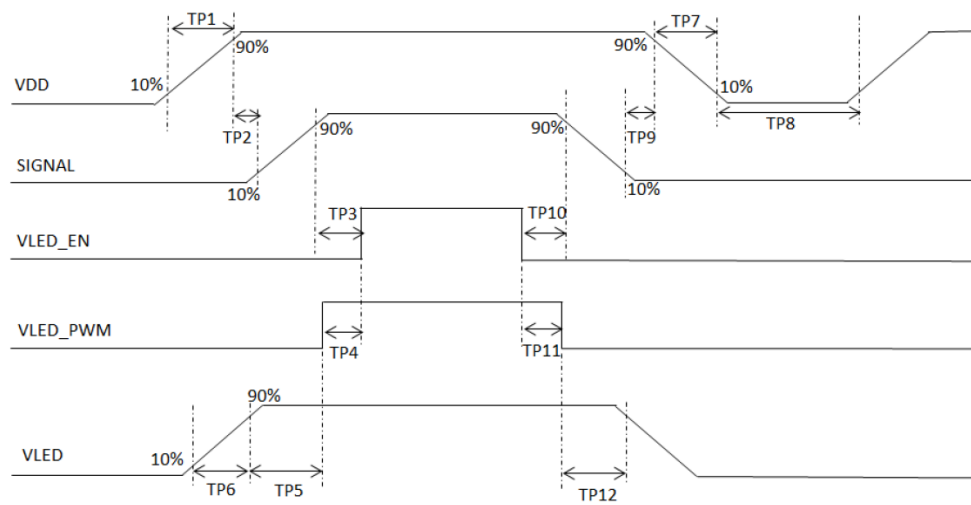 TP1
TP7
90%
90%
VDD
10%
10%
TP2
TP9
TP8
90%
90%
SIGNAL
10%
10%
TP3
TP10
VLED_EN
VLED_PWM
TP4
TP11
90%
VLED
10%
TP6
TP5
TP12